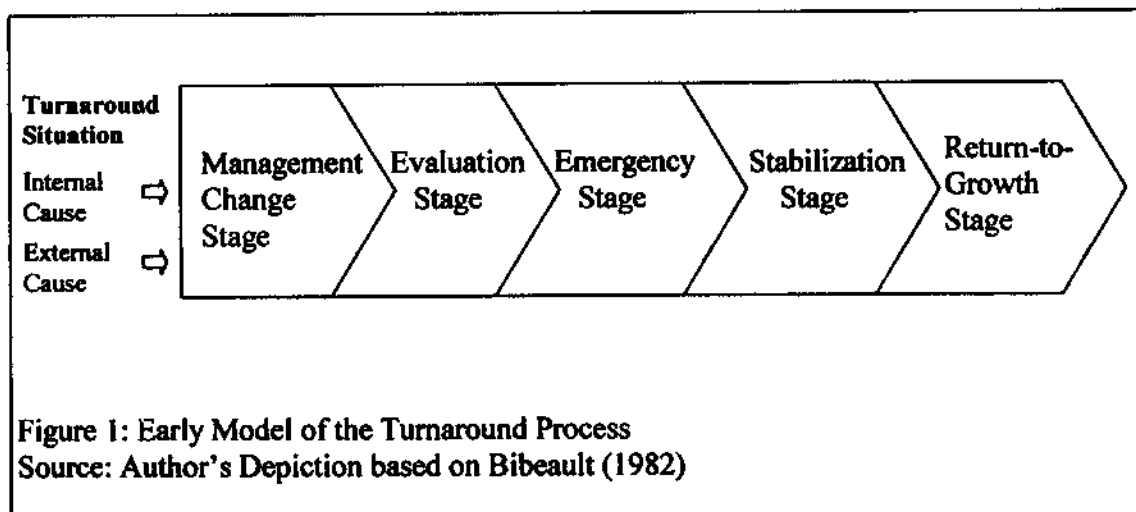 Turnaround
Situation
Internal
Cause
External
Cause
Management
Change
Stage
Evaluation
Stage
Emergency
Stage
Stabilization
Stage
Return-to-
Growth
Stage
Figure 1: Early Model of the Turnaround Process
Source: Author's Depiction based on Bibeault (1982)